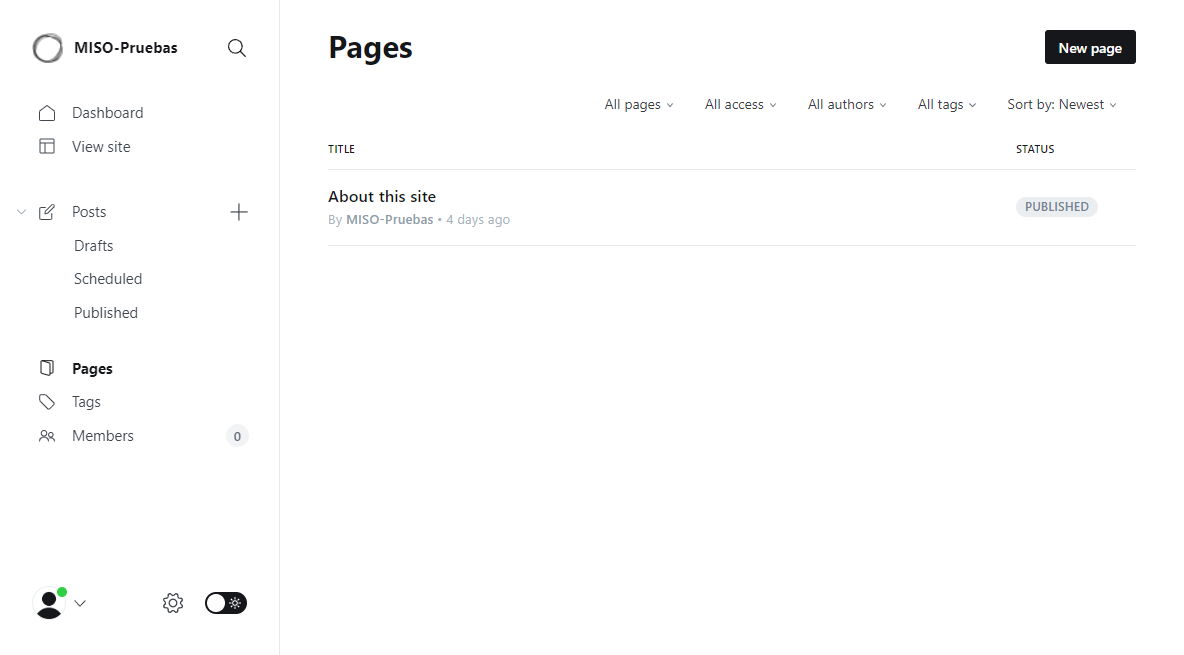 MISO-Pruebas
Dashboard
View site
Posts
Drafts
Scheduled
Published
Pages
Tags
Members 0
Pages
New page
All pages All access All authors All tags Sort by: Newest
TITLE STATUS
About this site
By MISO-Pruebas • 4 days ago
PUBLISHED